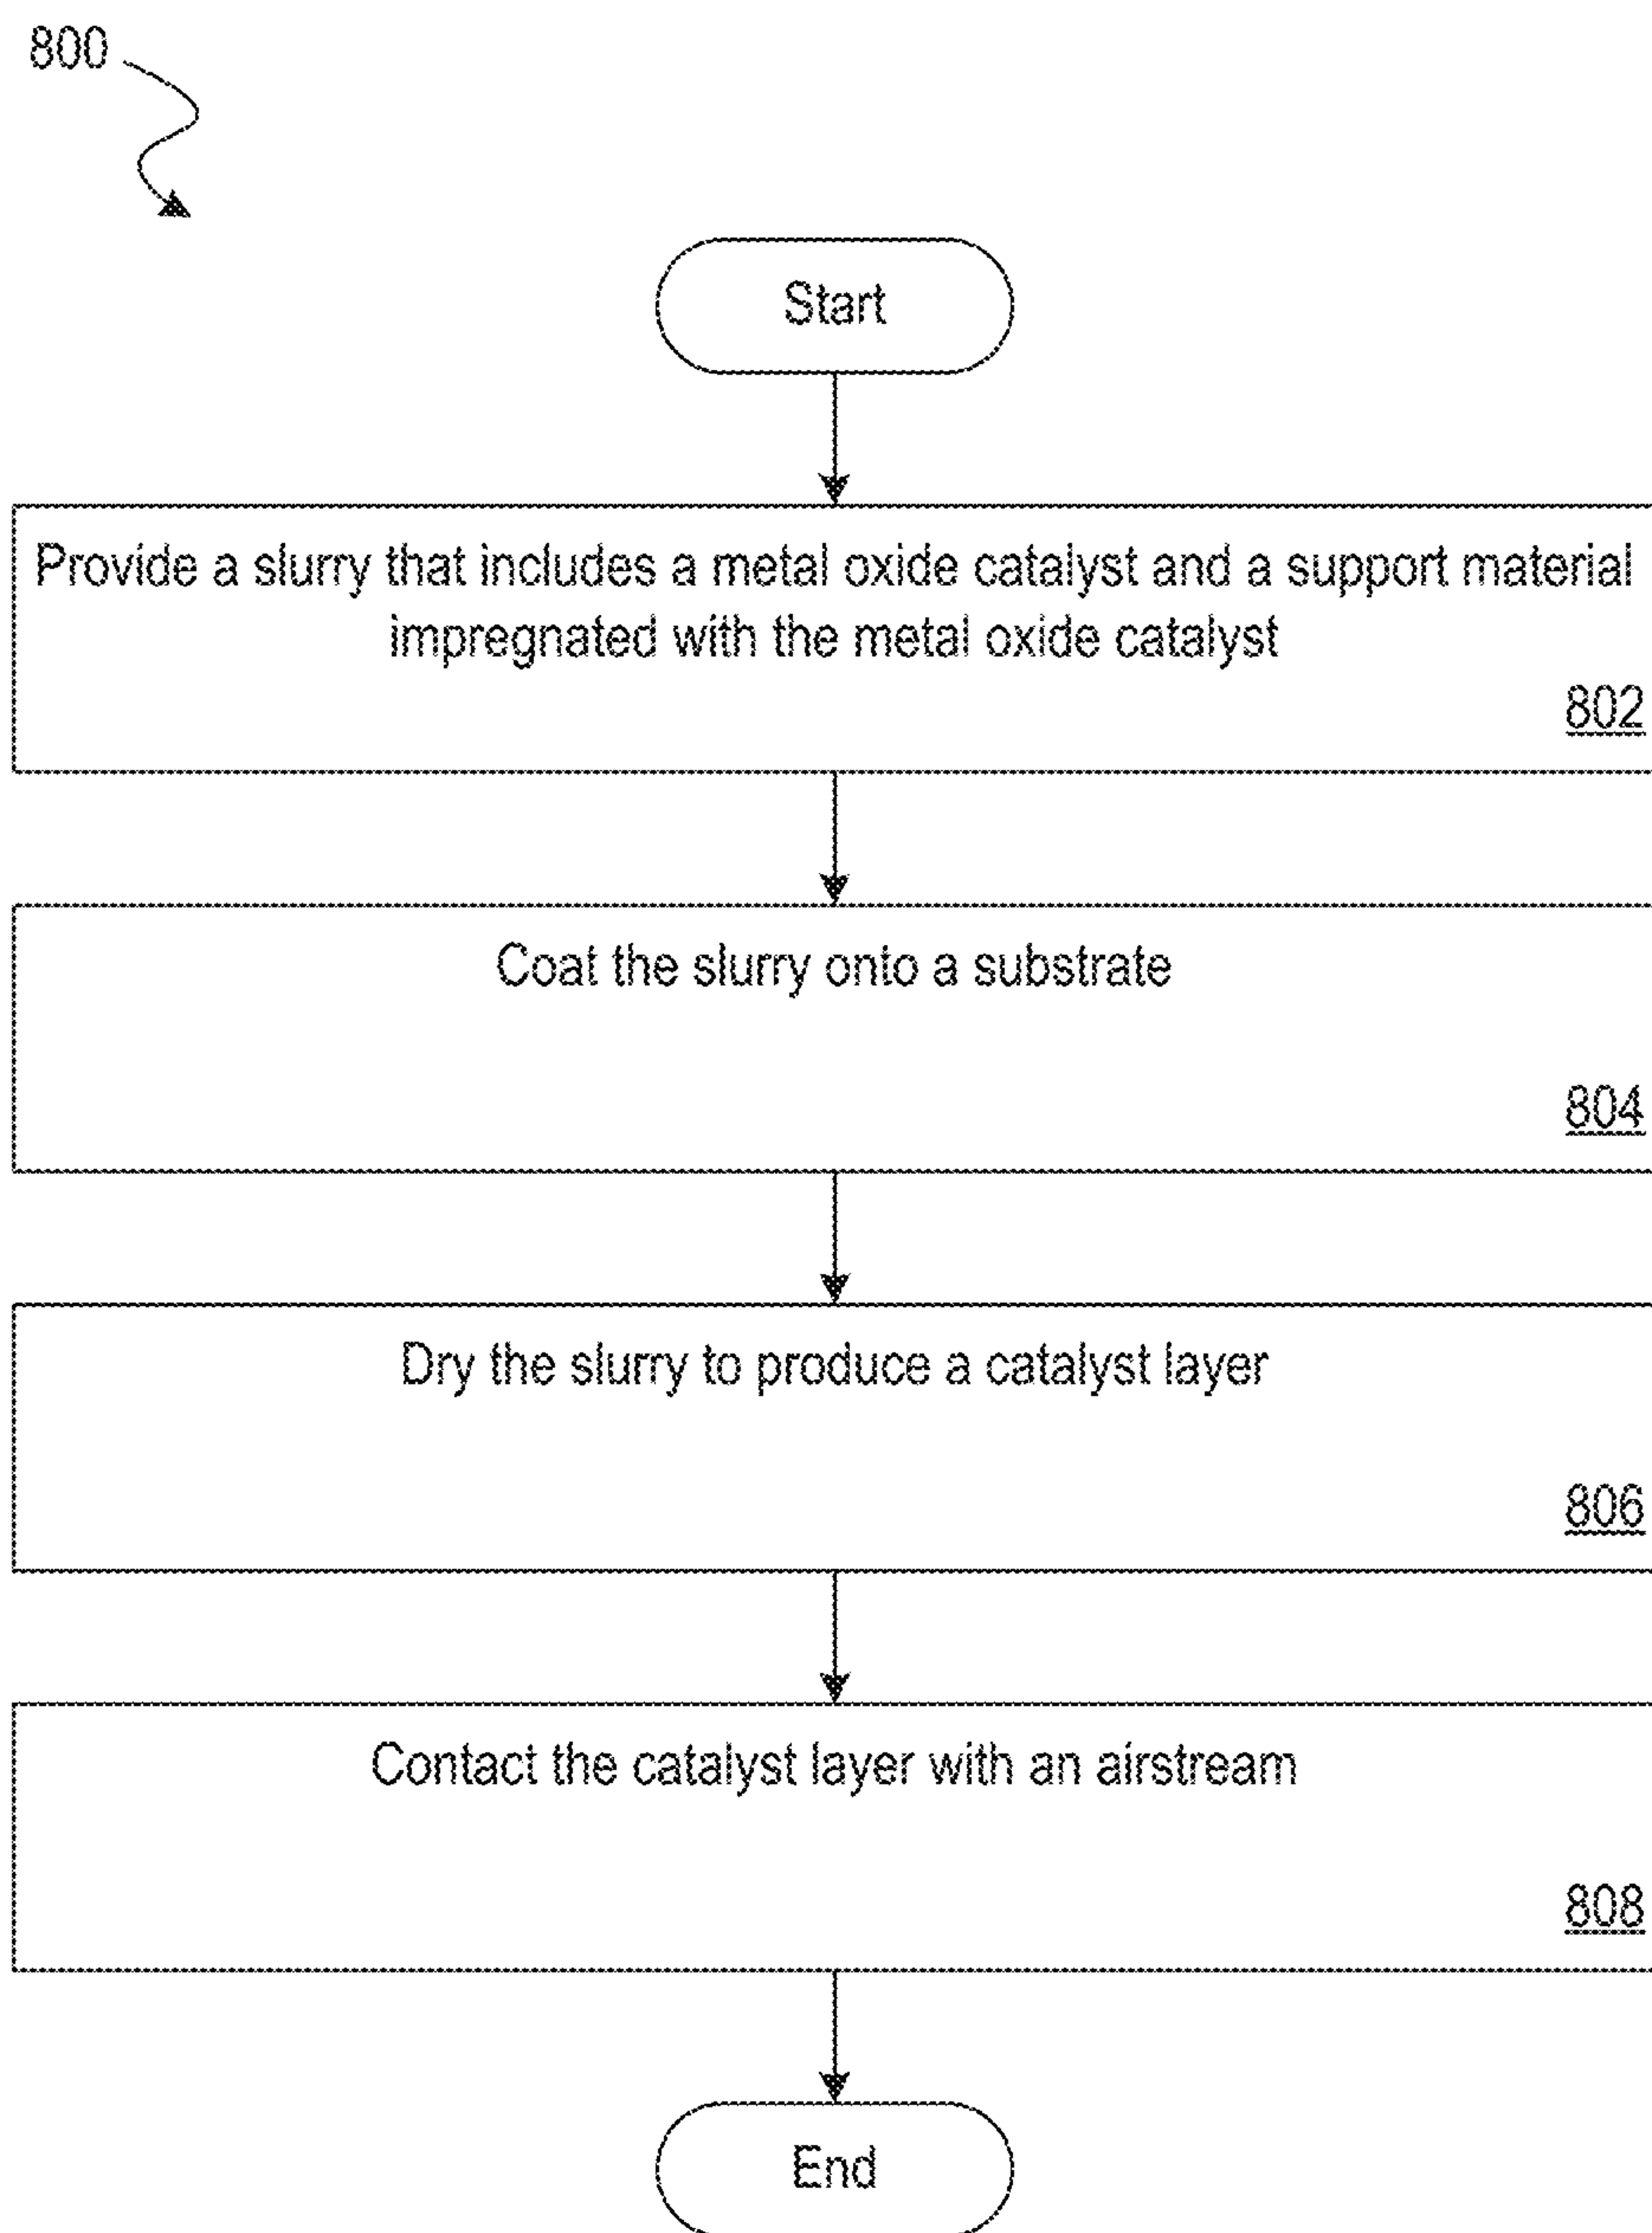 800
Start
Provide a slurry that includes a metal oxide catalyst and a support material
impregnated with the metal oxide catalyst
802
Coat the slurry onto a substrate
804
Dry the slurry to produce a catalyst layer
806
Contact the catalyst layer with an airstream
808
End